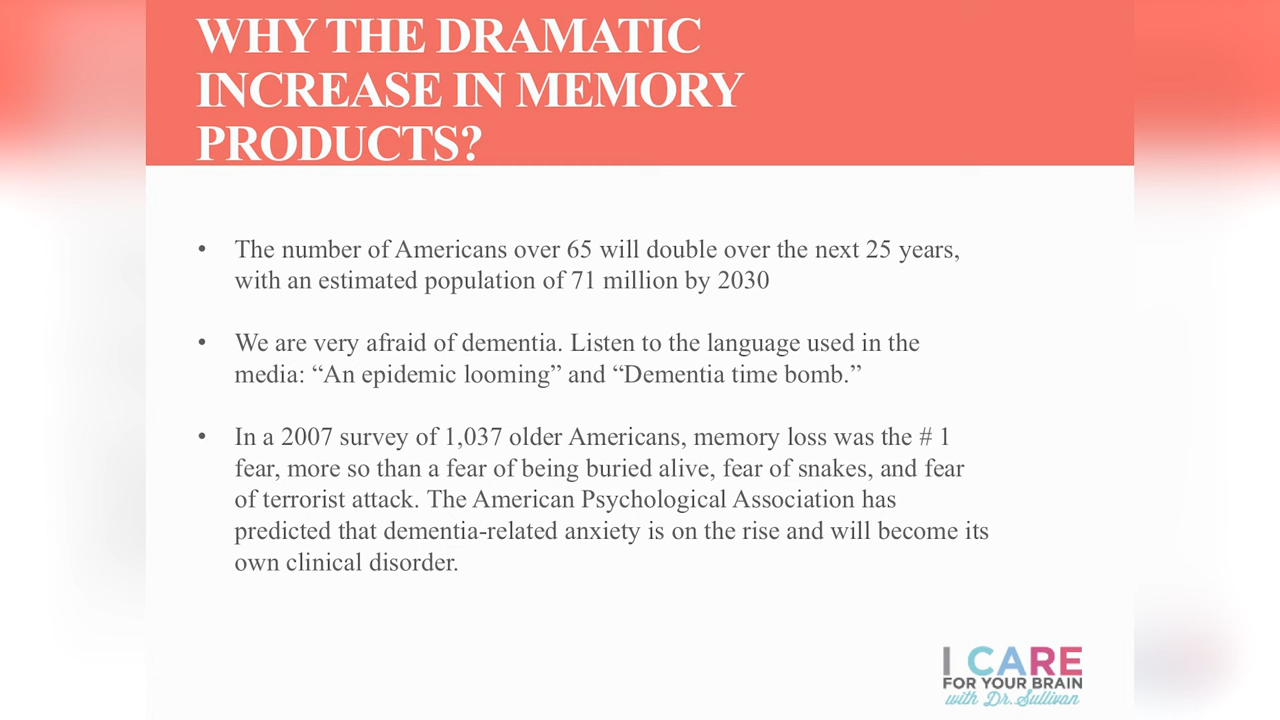 WHY THE DRAMATIC
INCREASE IN MEMORY
PRODUCTS?
• The number of Americans over 65 will double over the next 25 years,
with an estimated population of 71 million by 2030
• We are very afraid of dementia. Listen to the language used in the
media: “An epidemic looming” and “Dementia time bomb.”
• In a 2007 survey of 1,037 older Americans, memory loss was the # 1
fear, more so than a fear of being buried alive, fear of snakes, and fear
of terrorist attack. The American Psychological Association has
predicted that dementia-related anxiety is on the rise and will become its
own clinical disorder.
I CARE
FOR YOUR BRAIN
with Dr. Sullivan